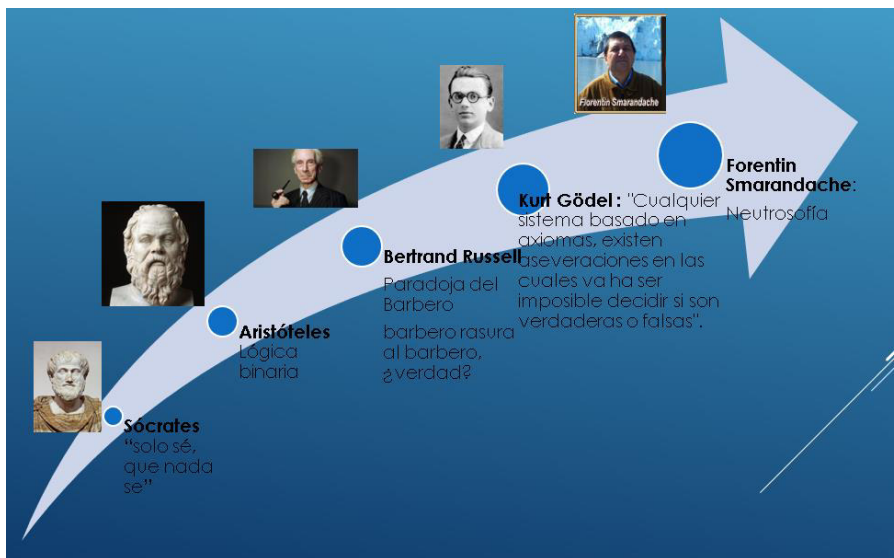 Florentin Smarandache
Forentin
Smarandache:
Neutrosofía
Kurt Gödel : "Cualquier
sistema basado en
axiomas, existen
aseveraciones en las
cuales va ha ser
imposible decidir si son
verdaderas o falsas".
Bertrand Russell
Paradoja del
Barbero
barbero rasura
al barbero,
¿verdad?
Aristóteles
Lógica
binaria
Sócrates
“solo sé,
que nada
se”